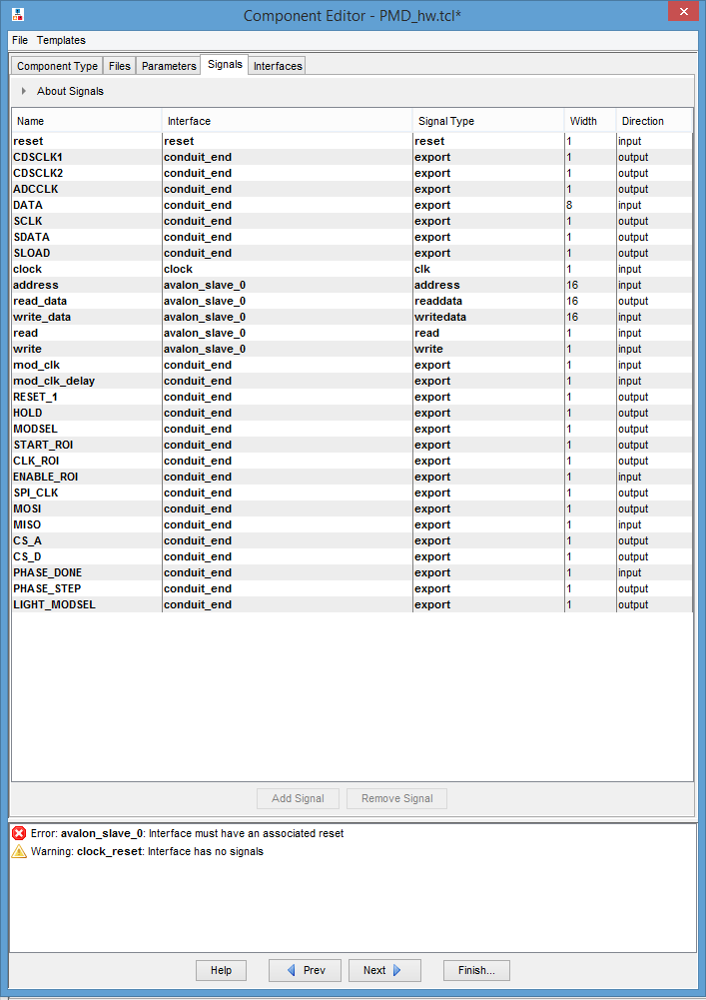 Component Editor - PMD_hw.tcl*
File Templates
Component Type Files Parameters Signals Interfaces
About Signals
Name Interface Signal Type Width Direction
reset reset reset 1 input
CDSCLK1 conduit_end export 1 output
CDSCLK2 conduit_end export 1 output
ADCCLK conduit_end export 1 output
DATA conduit_end export 8 input
SCLK conduit_end export 1 output
SDATA conduit_end export 1 output
SLOAD conduit_end export 1 output
clock clock clk 1 input
address avalon_slave_0 address 16 input
read_data avalon_slave_0 readdata 16 output
write_data avalon_slave_0 writedata 16 input
read avalon_slave_0 read 1 input
write avalon_slave_0 write 1 input
mod_clk conduit_end export 1 input
mod_clk_delay conduit_end export 1 input
RESET_1 conduit_end export 1 output
HOLD conduit_end export 1 output
MODSEL conduit_end export 1 output
START_ROI conduit_end export 1 output
CLK_ROI conduit_end export 1 output
ENABLE_ROI conduit_end export 1 input
SPI_CLK conduit_end export 1 output
MOSI conduit_end export 1 output
MISO conduit_end export 1 input
CS_A conduit_end export 1 output
CS_D conduit_end export 1 output
PHASE_DONE conduit_end export 1 input
PHASE_STEP conduit_end export 1 output
LIGHT_MODSEL conduit_end export 1 output
Add Signal Remove Signal
Error: avalon_slave_0: Interface must have an associated reset
Warning: clock_reset: Interface has no signals
Help Prev Next Finish...